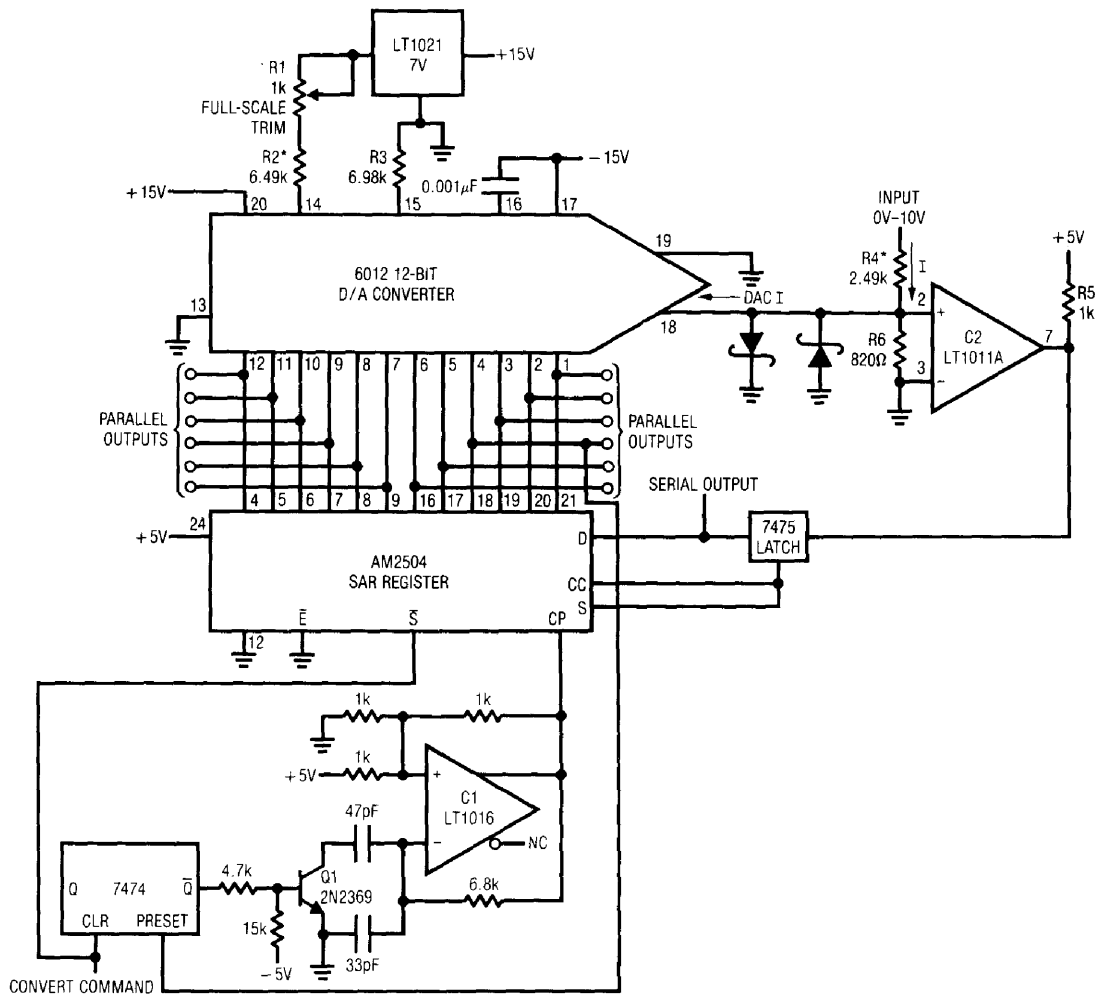 LT1021
7V
+15V
R1
1k
FULL-SCALE
TRIM
R2*
6.49k
R3
6.98k
0.001µF
−15V
+15V
20
14
15
16
17
6012 12-BIT
D/A CONVERTER
13
19
DAC I
18
INPUT
0V–10V
R4*
2.49k
I
+5V
R5
1k
2
+
C2
LT1011A
7
R6
820Ω
3
−
12
11
10
9
8
7
6
5
4
3
2
1
PARALLEL
OUTPUTS
PARALLEL
OUTPUTS
4
5
6
7
8
9
16
17
18
19
20
21
SERIAL OUTPUT
7475
LATCH
+5V
24
AM2504
SAR REGISTER
D
CC
S
E̅
S̅
CP
12
1k
1k
+5V
1k
+
C1
LT1016
−
NC
47pF
6.8k
Q
7474
Q̅
CLR
PRESET
4.7k
Q1
2N2369
15k
−5V
33pF
CONVERT COMMAND